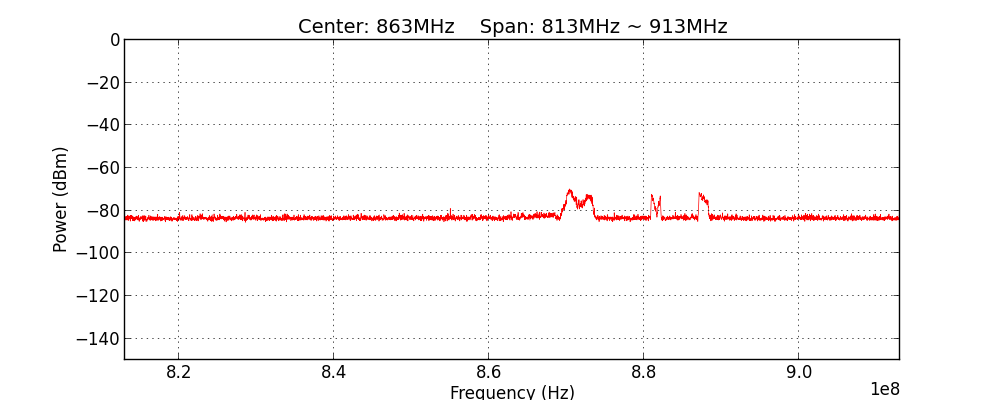 Center: 863MHz    Span: 813MHz ~ 913MHz
0
−20
−40
−60
−80
−100
−120
−140
Power (dBm)
8.2 8.4 8.6 8.8 9.0
1e8
Frequency (Hz)